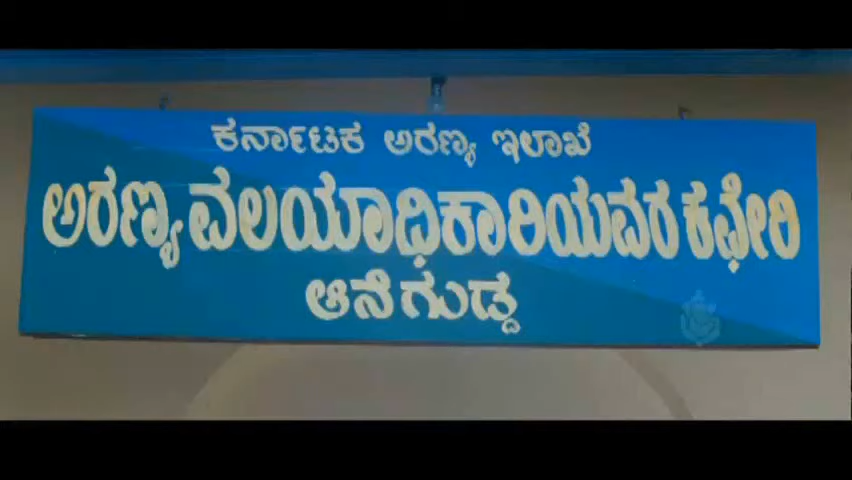 ಕರ್ನಾಟಕ ಅರಣ್ಯ ಇಲಾಖೆ
ಅರಣ್ಯ ವಲಯಾಧಿಕಾರಿಯವರ ಕಛೇರಿ
ಆನೆಗುಡ್ಡ